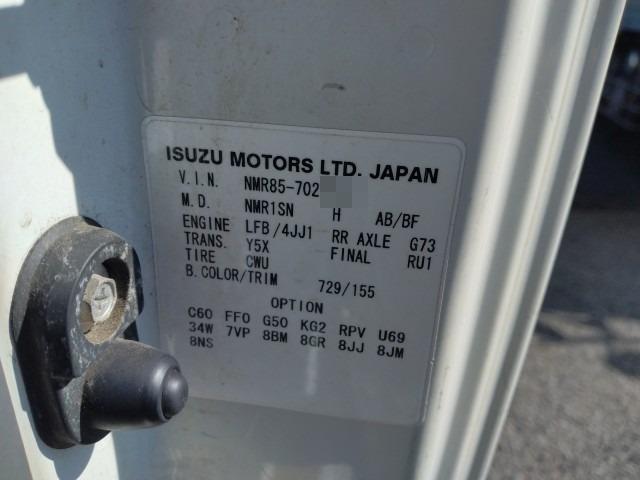 ISUZU MOTORS LTD. JAPAN
V.I.N. NMR85-702
M.D. NMR1SN H AB/BF
ENGINE LFB/4JJ1 RR AXLE G73
TRANS. Y5X FINAL RU1
TIRE CWU
B.COLOR/TRIM 729/155
OPTION
C60 FF0 G50 KG2 RPV U69
34W 7VP 8BM 8GR 8JJ 8JM
8NS